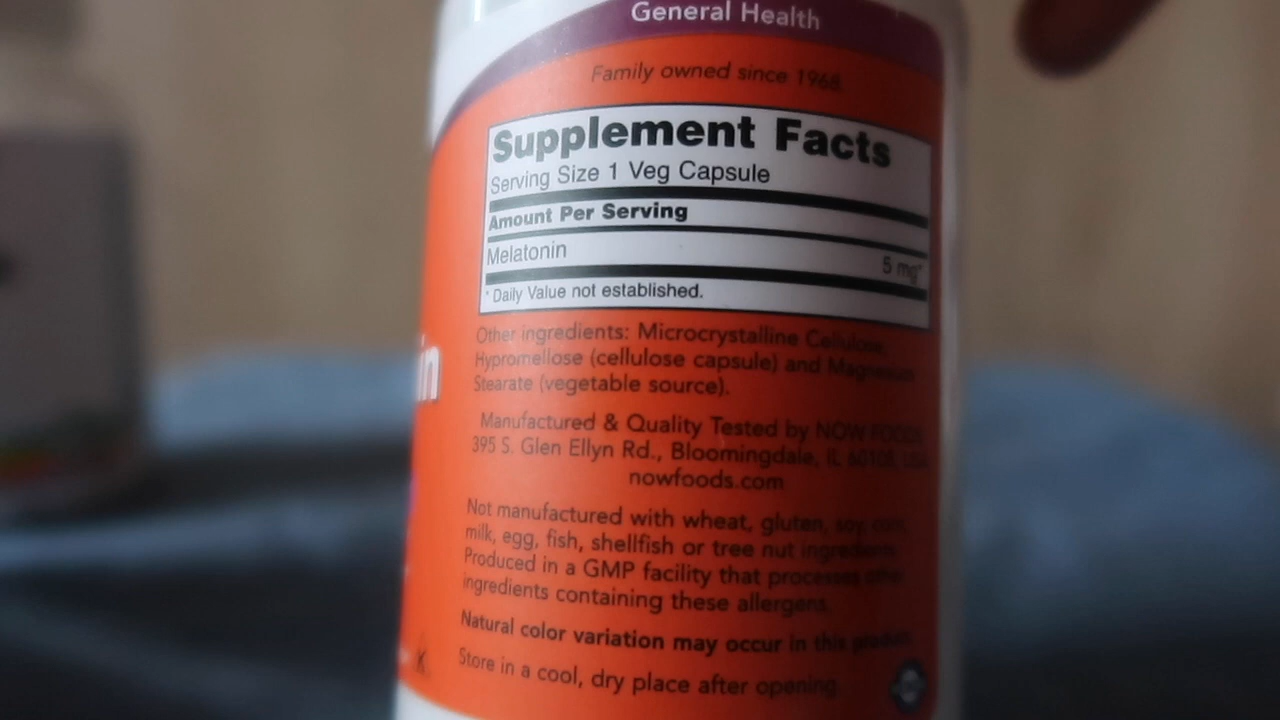 General Health
Family owned since 1968
Supplement Facts
Serving Size 1 Veg Capsule
Amount Per Serving
Melatonin 5 mg*
* Daily Value not established.
Other ingredients: Microcrystalline Cellulose,
Hypromellose (cellulose capsule) and Magnesium
Stearate (vegetable source).
in
Manufactured & Quality Tested by NOW FOODS
395 S. Glen Ellyn Rd., Bloomingdale, IL 60108, USA
nowfoods.com
Not manufactured with wheat, gluten, soy, corn,
milk, egg, fish, shellfish or tree nut ingredients.
Produced in a GMP facility that processes other
ingredients containing these allergens.
Natural color variation may occur in this product.
K
Store in a cool, dry place after opening.